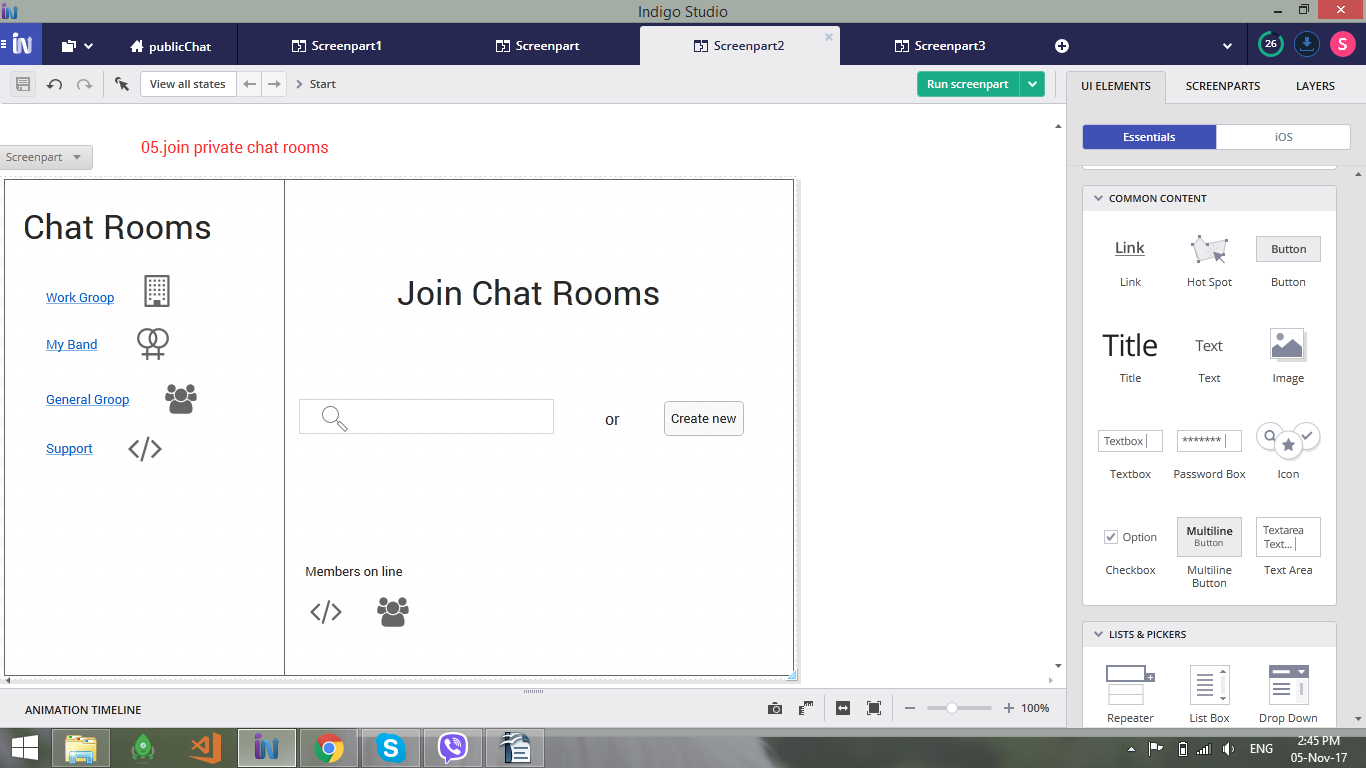 Indigo Studio
publicChat
Screenpart1
Screenpart
Screenpart2
Screenpart3
26
S
View all states
Start
Run screenpart
UI ELEMENTS
SCREENPARTS
LAYERS
Essentials
iOS
Screenpart
05.join private chat rooms
Chat Rooms
Work Groop
My Band
General Groop
Support
Join Chat Rooms
or
Create new
Members on line
COMMON CONTENT
Link
Button
Link
Hot Spot
Button
Title
Text
Title
Text
Image
Textbox
*******
Textbox
Password Box
Icon
Option
Multiline
Button
Textarea
Text...
Checkbox
Multiline
Button
Text Area
LISTS & PICKERS
Repeater
List Box
Drop Down
ANIMATION TIMELINE
100%
ENG
2:45 PM
05-Nov-17